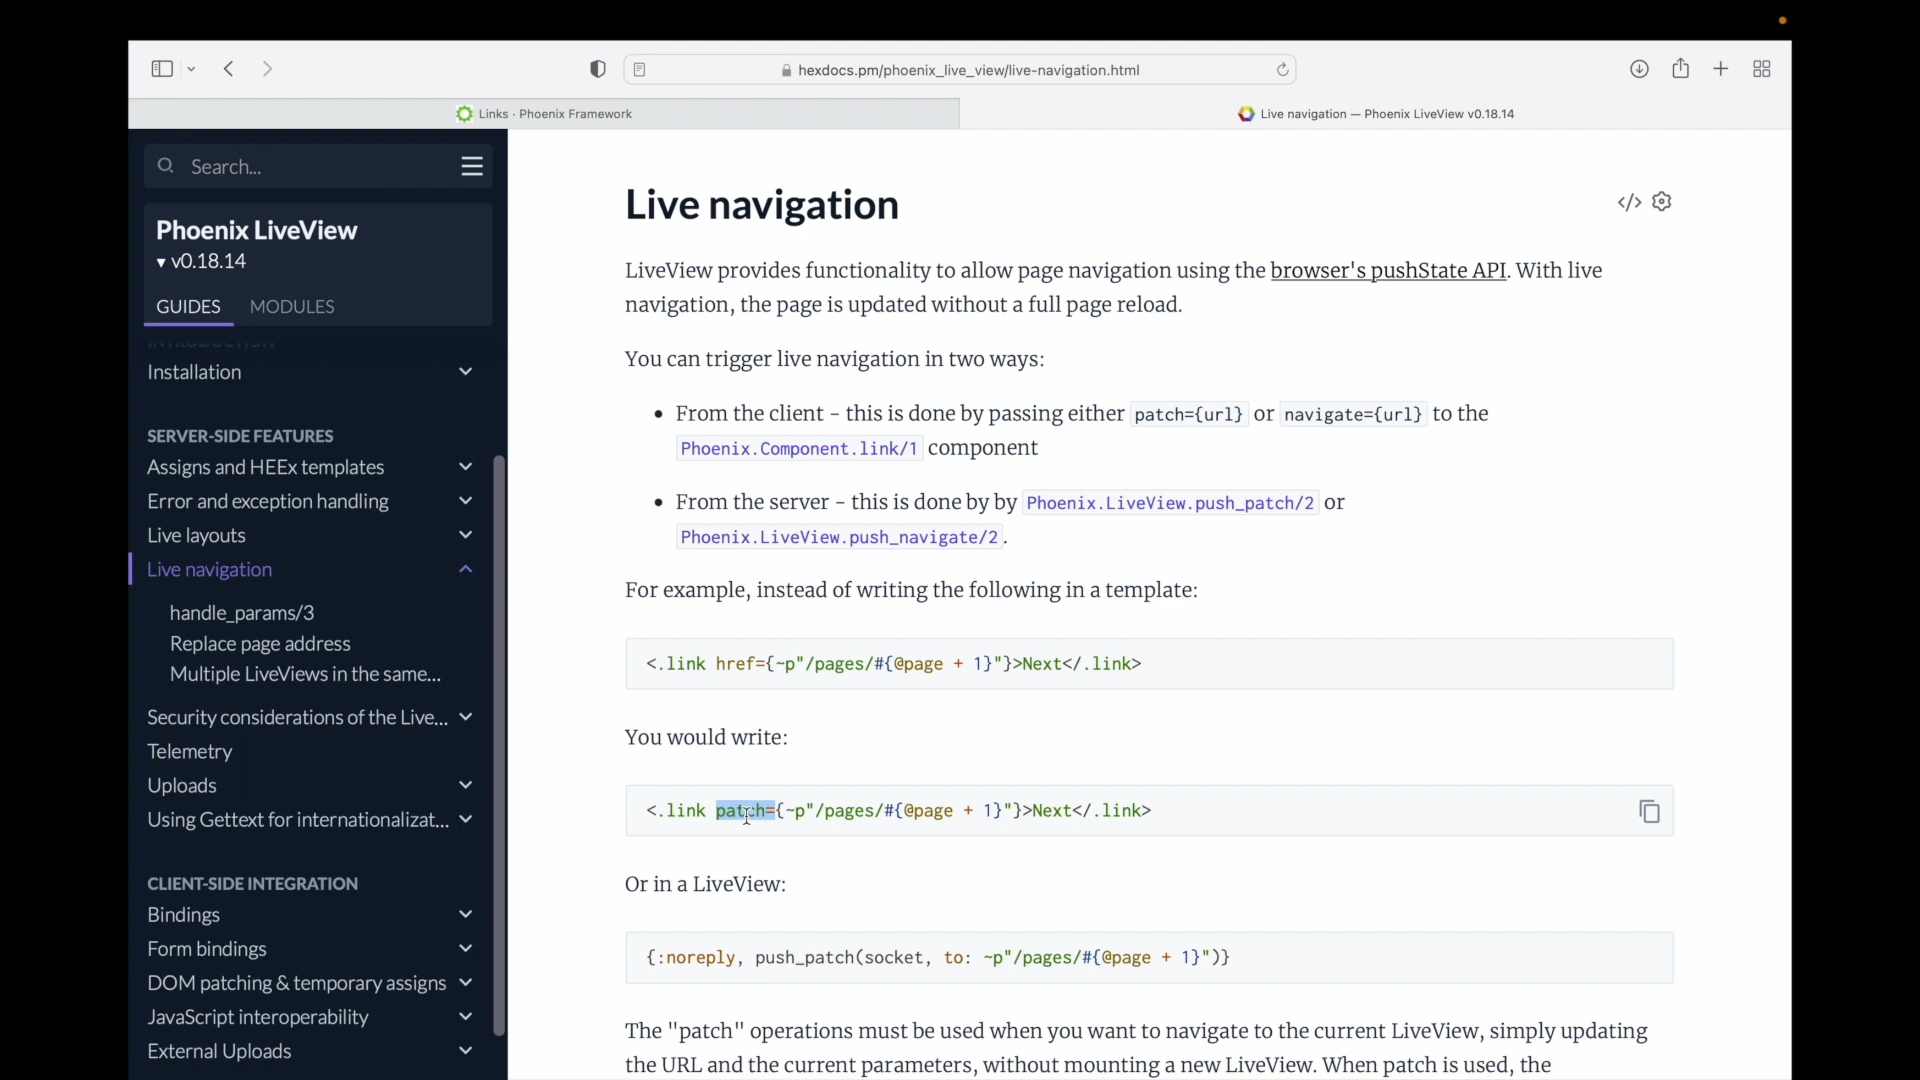 hexdocs.pm/phoenix_live_view/live-navigation.html
Links · Phoenix Framework
Live navigation — Phoenix LiveView v0.18.14
Search...
Phoenix LiveView
v0.18.14
GUIDES
MODULES
INTRODUCTION
Installation
SERVER-SIDE FEATURES
Assigns and HEEx templates
Error and exception handling
Live layouts
Live navigation
handle_params/3
Replace page address
Multiple LiveViews in the same...
Security considerations of the Live...
Telemetry
Uploads
Using Gettext for internationalizat...
CLIENT-SIDE INTEGRATION
Bindings
Form bindings
DOM patching & temporary assigns
JavaScript interoperability
External Uploads
Live navigation
</>
LiveView provides functionality to allow page navigation using the browser's pushState API. With live
navigation, the page is updated without a full page reload.
You can trigger live navigation in two ways:
• From the client - this is done by passing either patch={url} or navigate={url} to the
Phoenix.Component.link/1 component
• From the server - this is done by by Phoenix.LiveView.push_patch/2 or
Phoenix.LiveView.push_navigate/2.
For example, instead of writing the following in a template:
<.link href={~p"/pages/#{@page + 1}"}>Next</.link>
You would write:
<.link patch={~p"/pages/#{@page + 1}"}>Next</.link>
Or in a LiveView:
{:noreply, push_patch(socket, to: ~p"/pages/#{@page + 1}")}
The "patch" operations must be used when you want to navigate to the current LiveView, simply updating
the URL and the current parameters, without mounting a new LiveView. When patch is used, the